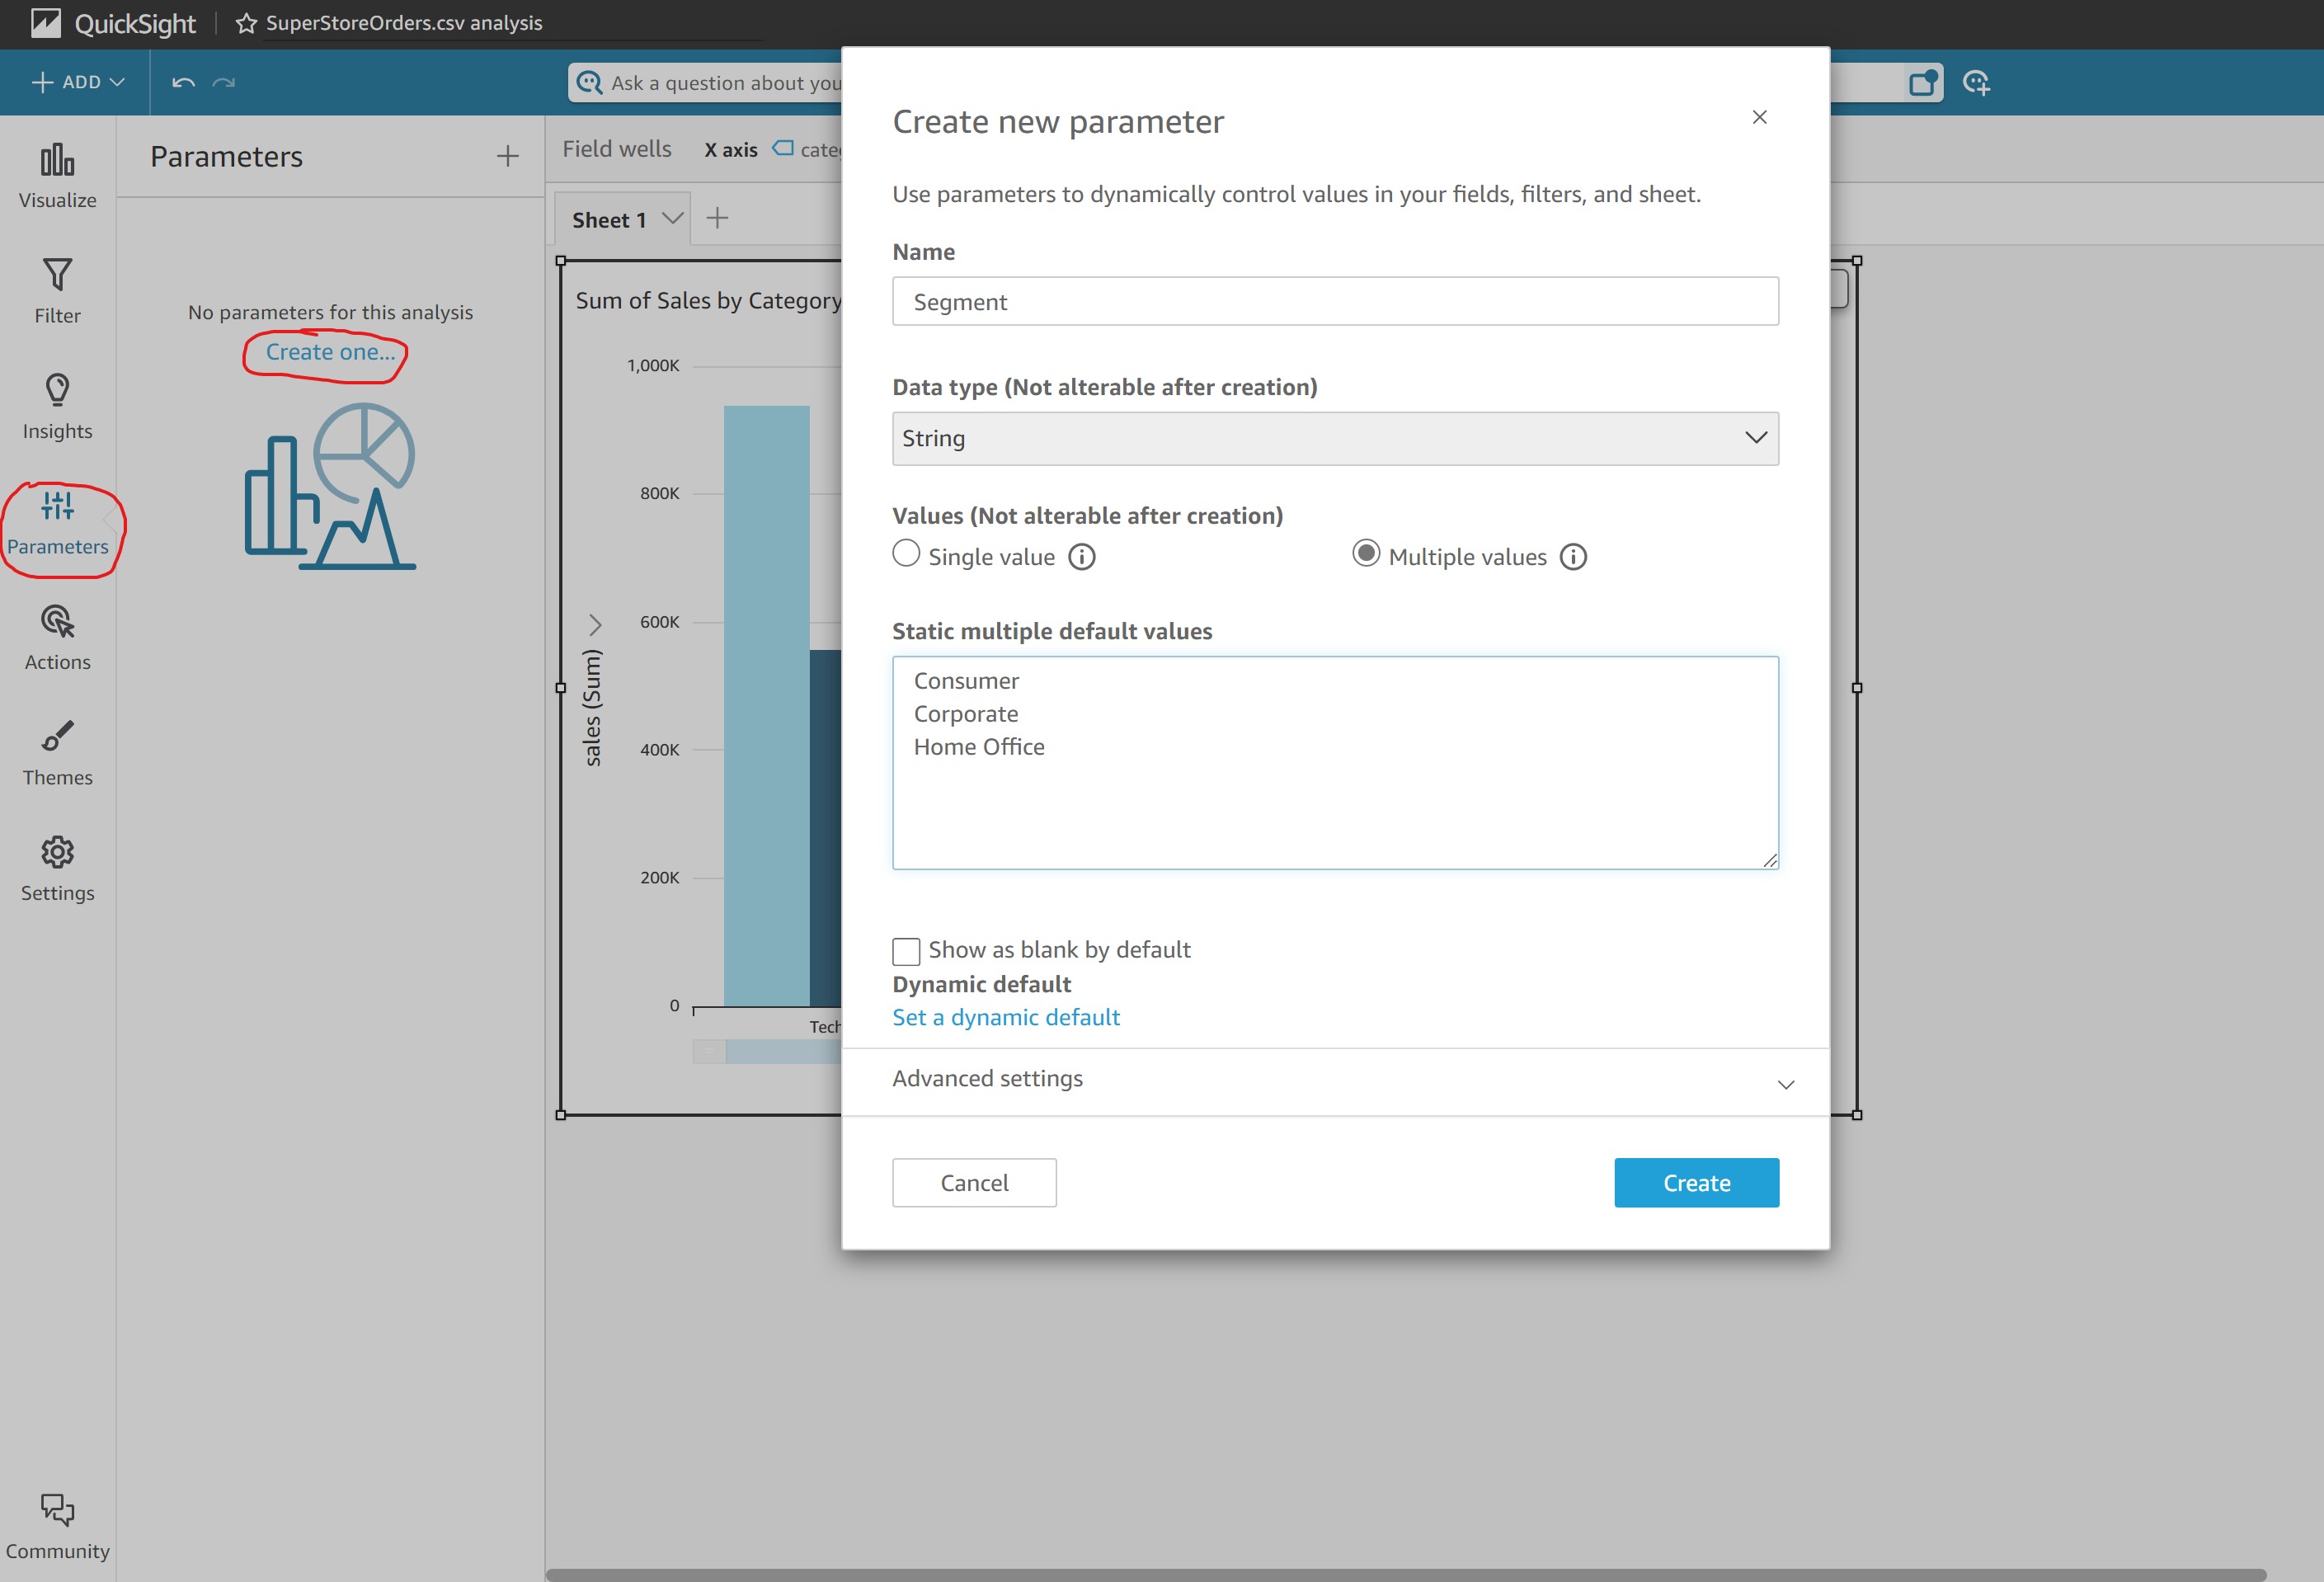 QuickSight
SuperStoreOrders.csv analysis
ADD
Ask a question about you
Visualize
Filter
Insights
Parameters
Actions
Themes
Settings
Community
Parameters
No parameters for this analysis
Create one...
Field wells X axis categ
Sheet 1
Sum of Sales by Category
1,000K
800K
600K
400K
200K
0
sales (Sum)
Tech
Create new parameter
Use parameters to dynamically control values in your fields, filters, and sheet.
Name
Segment
Data type (Not alterable after creation)
String
Values (Not alterable after creation)
Single value
Multiple values
Static multiple default values
Consumer
Corporate
Home Office
Show as blank by default
Dynamic default
Set a dynamic default
Advanced settings
Cancel
Create